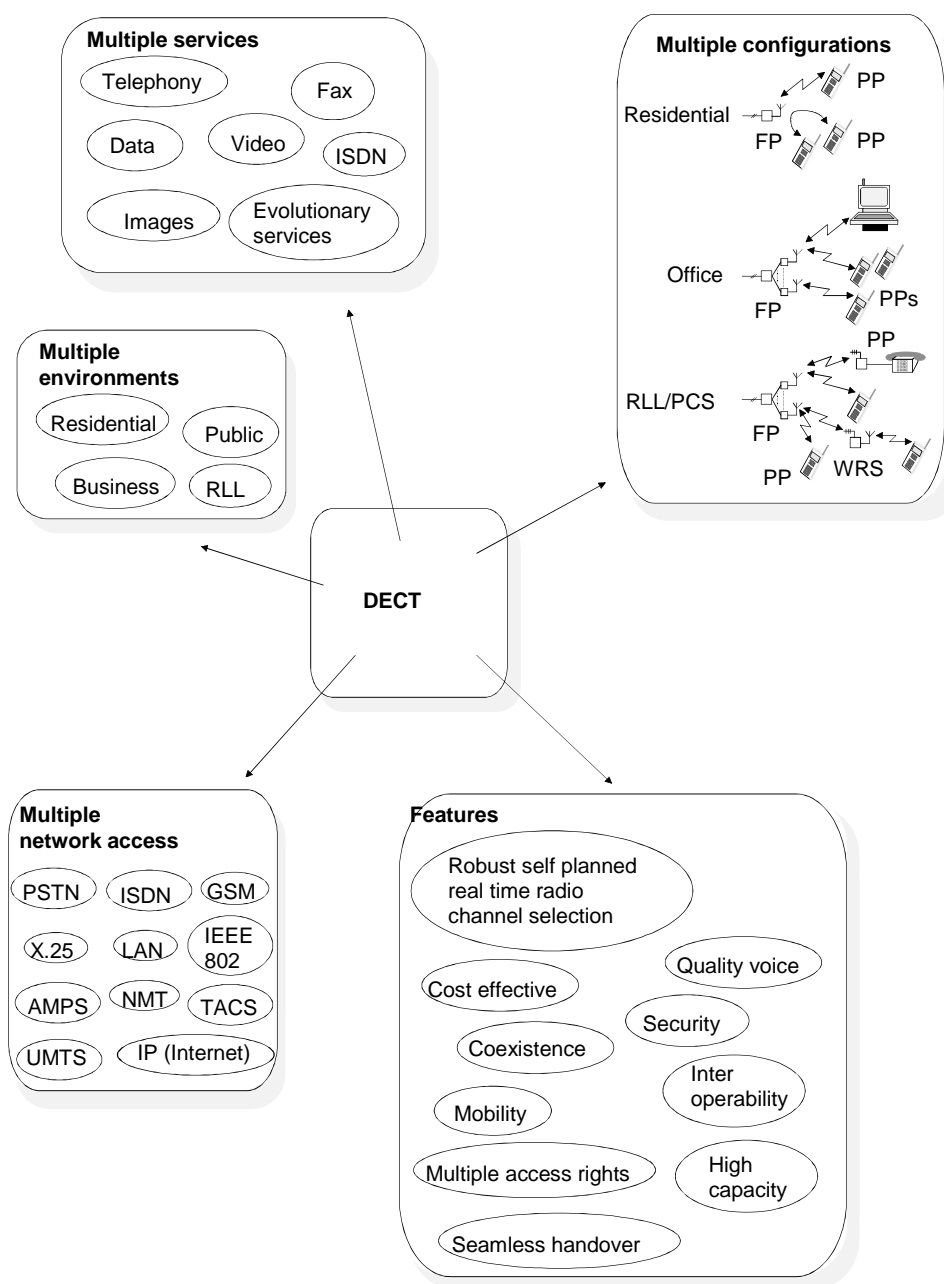 Multiple services
Telephony
Fax
Data
Video
ISDN
Images
Evolutionary
services
Multiple configurations
PP
Residential
FP
PP
Office
FP
PPs
PP
RLL/PCS
FP
PP
WRS
Multiple
environments
Residential
Public
Business
RLL
DECT
Multiple
network access
PSTN
ISDN
GSM
X.25
LAN
IEEE
802
AMPS
NMT
TACS
UMTS
IP (Internet)
Features
Robust self planned
real time radio
channel selection
Quality voice
Cost effective
Security
Coexistence
Inter
operability
Mobility
Multiple access rights
High
capacity
Seamless handover